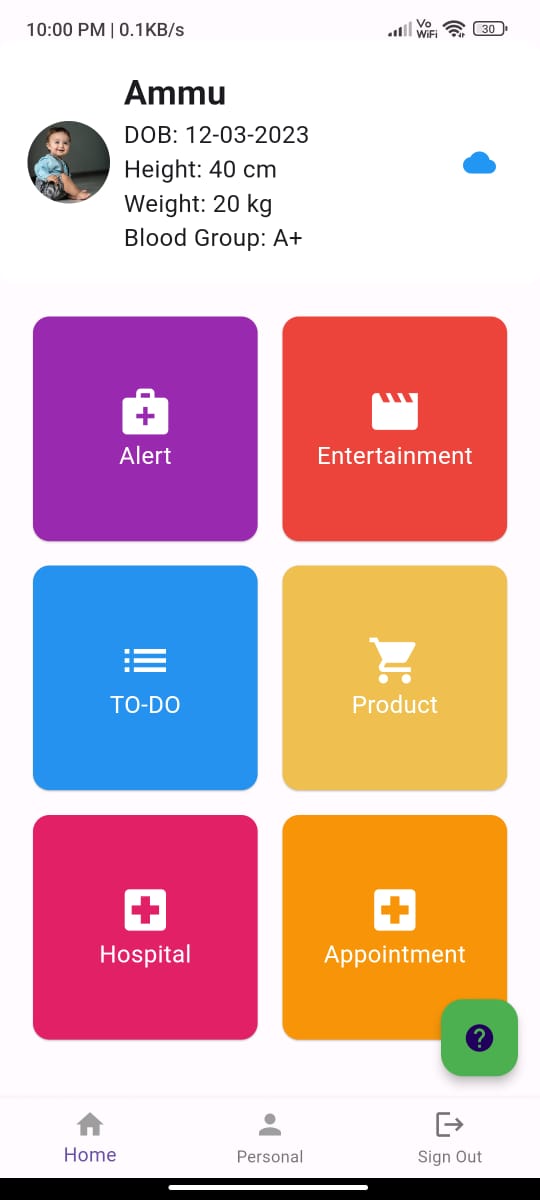 10:00 PM | 0.1KB/s
Vo
WiFi
30
Ammu
DOB: 12-03-2023
Height: 40 cm
Weight: 20 kg
Blood Group: A+
Alert
Entertainment
TO-DO
Product
Hospital
Appointment
?
Home
Personal
Sign Out